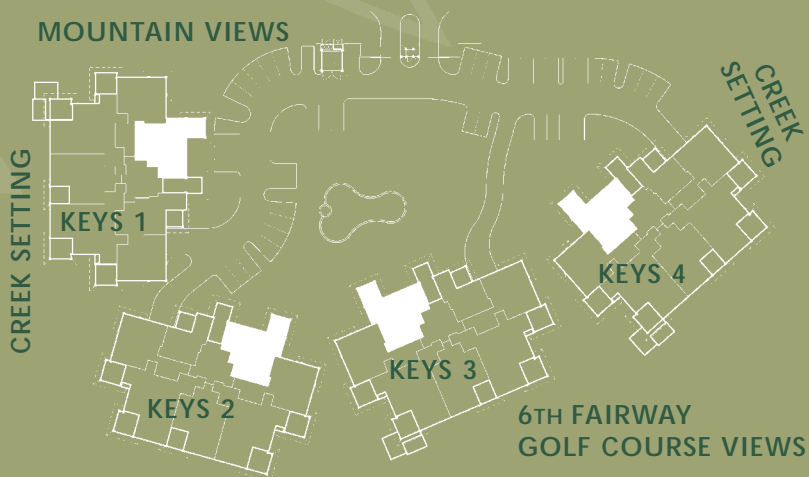 MOUNTAIN VIEWS
CREEK
SETTING
CREEK SETTING
KEYS 1
KEYS 4
KEYS 3
KEYS 2
6TH FAIRWAY
GOLF COURSE VIEWS